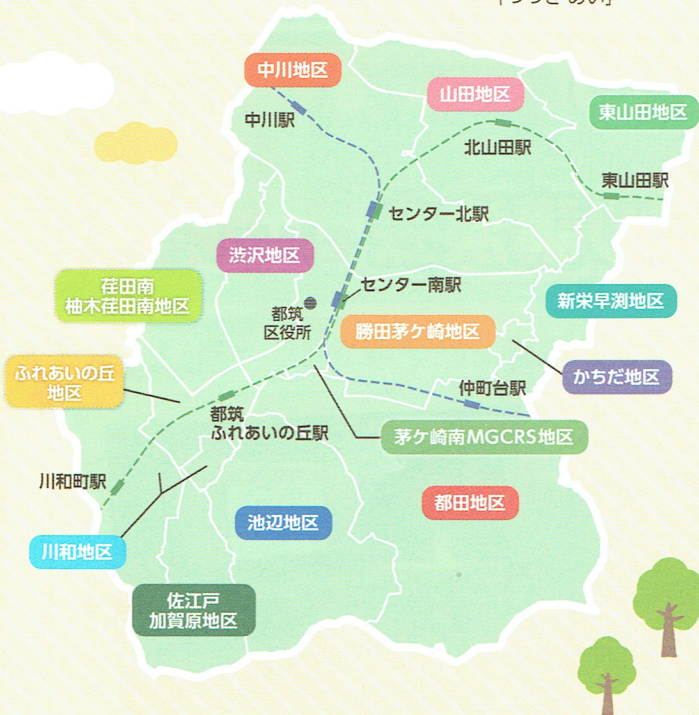 中川地区
山田地区
東山田地区
中川駅
北山田駅
東山田駅
センター北駅
渋沢地区
センター南駅
荏田南
柚木荏田南地区
都筑
区役所
新栄早渕地区
勝田茅ケ崎地区
ふれあいの丘
地区
かちだ地区
仲町台駅
都筑
ふれあいの丘駅
茅ケ崎南MGCRS地区
川和町駅
都田地区
池辺地区
川和地区
佐江戸
加賀原地区